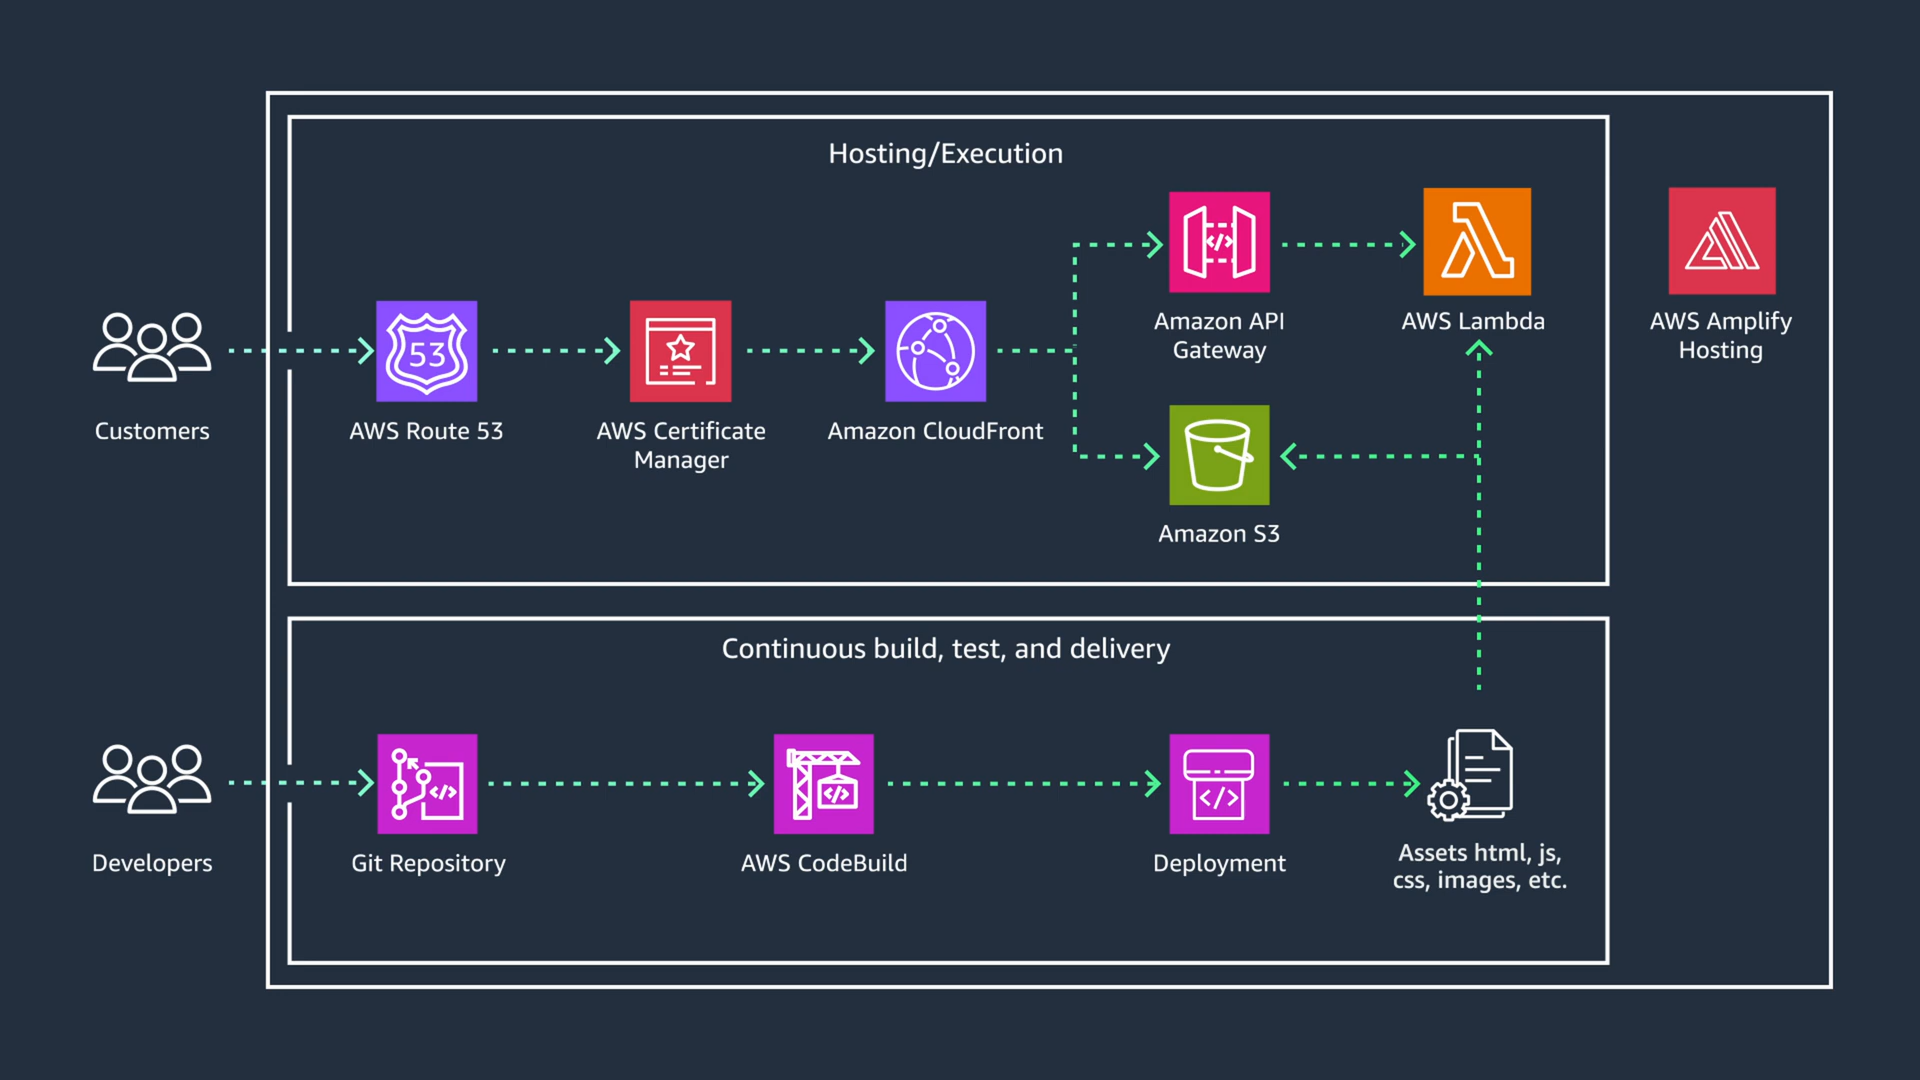 Hosting/Execution
53
</>
Customers
AWS Route 53
AWS Certificate
Manager
Amazon CloudFront
Amazon API
Gateway
AWS Lambda
AWS Amplify
Hosting
Amazon S3
Continuous build, test, and delivery
</>
</>
</>
Developers
Git Repository
AWS CodeBuild
Deployment
Assets html, js,
css, images, etc.